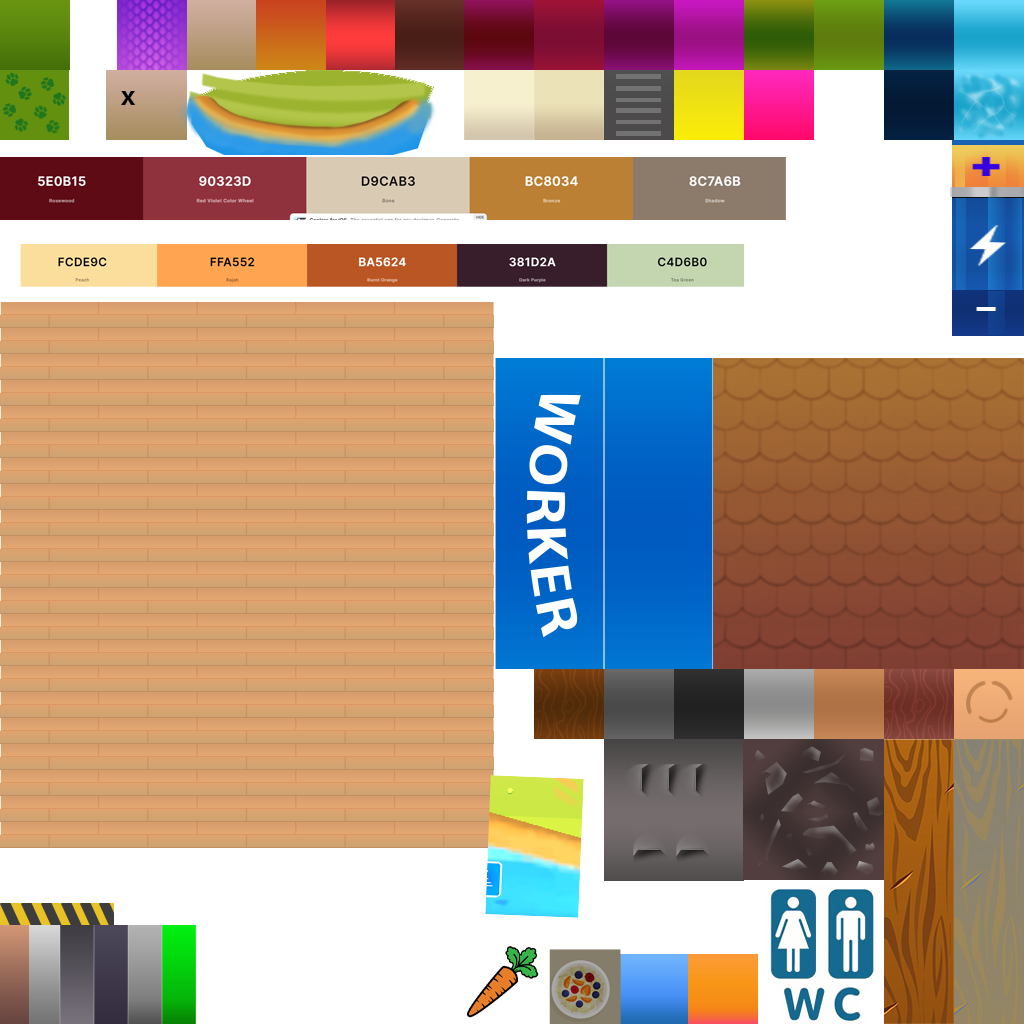 X
5E0B15
Rosewood
90323D
Red Violet Color Wheel
D9CAB3
Bone
BC8034
Bronze
8C7A6B
Shadow
FCDE9C
Peach
FFA552
Rajah
BA5624
Burnt Orange
381D2A
Dark Purple
C4D6B0
Tea Green
WORKER
WC